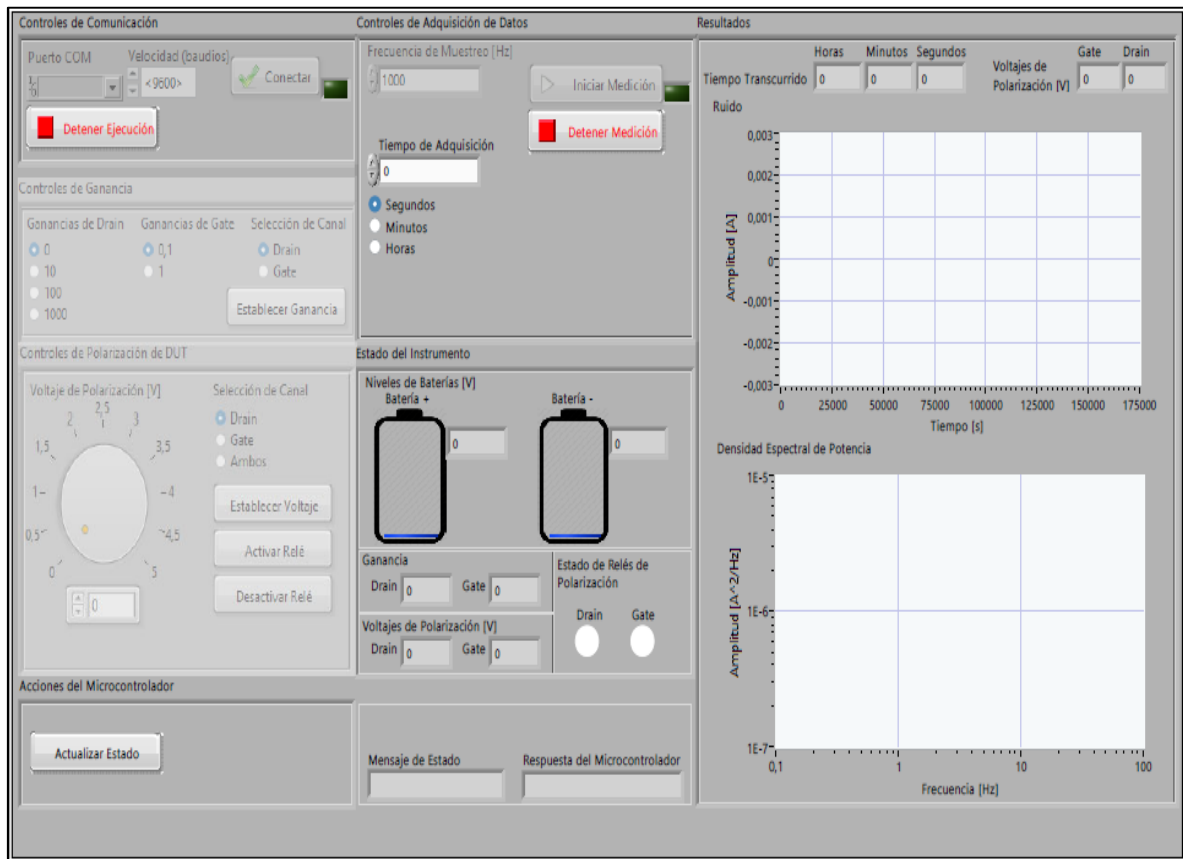 Controles de Comunicación
Puerto COM
Velocidad (baudios)
<9600>
Conectar
Detener Ejecución
Controles de Ganancia
Ganancias de Drain
Ganancias de Gate
Selección de Canal
0
10
100
1000
0,1
1
Drain
Gate
Establecer Ganancia
Controles de Polarización de DUT
Voltaje de Polarización [V]
0
0,5
1
1,5
2
2,5
3
3,5
4
4,5
5
0
Selección de Canal
Drain
Gate
Ambos
Establecer Voltaje
Activar Relé
Desactivar Relé
Acciones del Microcontrolador
Actualizar Estado
Controles de Adquisición de Datos
Frecuencia de Muestreo [Hz]
1000
Iniciar Medición
Detener Medición
Tiempo de Adquisición
0
Segundos
Minutos
Horas
Estado del Instrumento
Niveles de Baterías [V]
Batería +
0
Batería -
0
Ganancia
Drain 0 Gate 0
Voltajes de Polarización [V]
Drain 0 Gate 0
Estado de Relés de
Polarización
Drain Gate
Mensaje de Estado
Respuesta del Microcontrolador
Resultados
Horas Minutos Segundos
Tiempo Transcurrido 0 0 0
Voltajes de
Polarización [V]
Gate Drain
0 0
Ruido
Amplitud [A]
0,003
0,002
0,001
0
-0,001
-0,002
-0,003
0 25000 50000 75000 100000 125000 150000 175000
Tiempo [s]
Densidad Espectral de Potencia
Amplitud [A^2/Hz]
1E-5
1E-6
1E-7
0,1 1 10 100
Frecuencia [Hz]